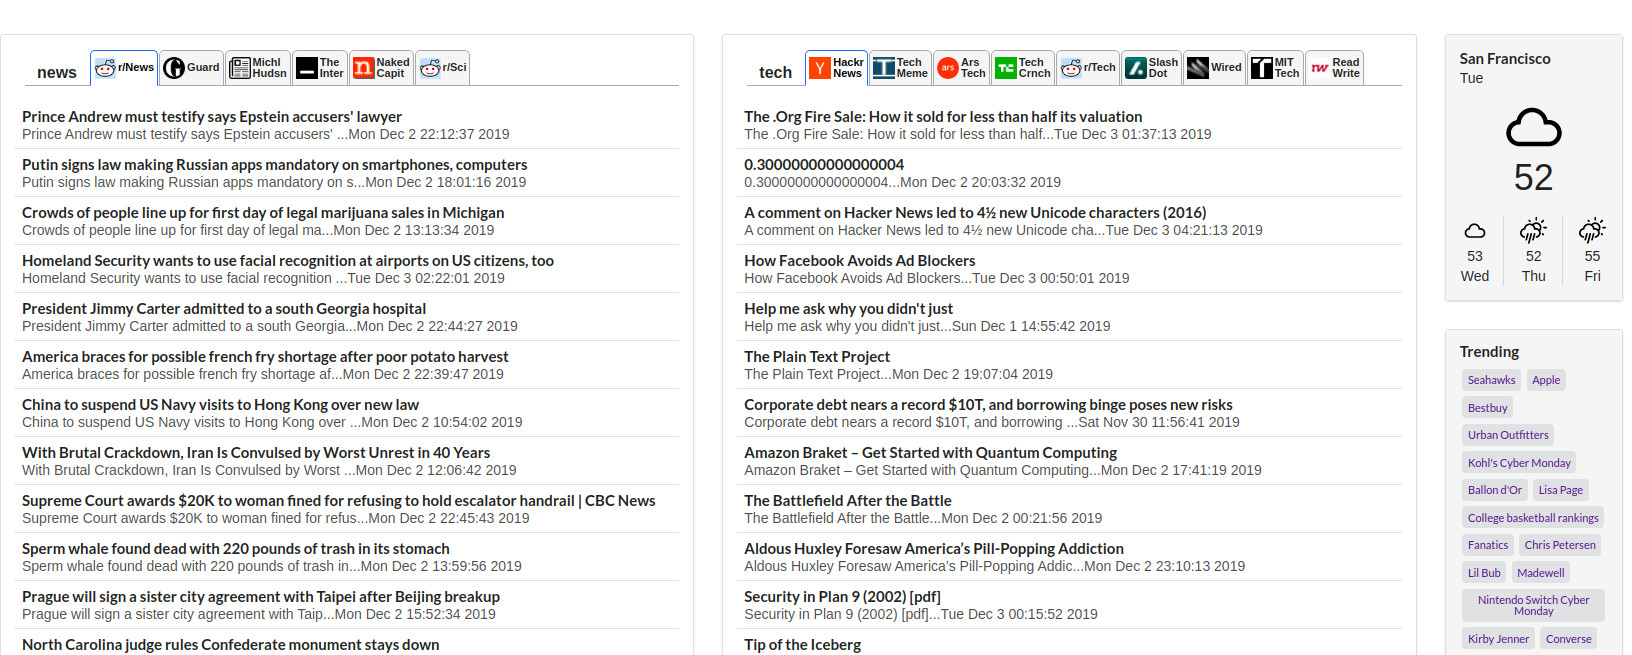 news
r/News
Guard
Michl
Hudsn
The
Inter
Naked
Capit
r/Sci
Prince Andrew must testify says Epstein accusers' lawyer
Prince Andrew must testify says Epstein accusers' ...Mon Dec 2 22:12:37 2019
Putin signs law making Russian apps mandatory on smartphones, computers
Putin signs law making Russian apps mandatory on s...Mon Dec 2 18:01:16 2019
Crowds of people line up for first day of legal marijuana sales in Michigan
Crowds of people line up for first day of legal ma...Mon Dec 2 13:13:34 2019
Homeland Security wants to use facial recognition at airports on US citizens, too
Homeland Security wants to use facial recognition ...Tue Dec 3 02:22:01 2019
President Jimmy Carter admitted to a south Georgia hospital
President Jimmy Carter admitted to a south Georgia...Mon Dec 2 22:44:27 2019
America braces for possible french fry shortage after poor potato harvest
America braces for possible french fry shortage af...Mon Dec 2 22:39:47 2019
China to suspend US Navy visits to Hong Kong over new law
China to suspend US Navy visits to Hong Kong over ...Mon Dec 2 10:54:02 2019
With Brutal Crackdown, Iran Is Convulsed by Worst Unrest in 40 Years
With Brutal Crackdown, Iran Is Convulsed by Worst ...Mon Dec 2 12:06:42 2019
Supreme Court awards $20K to woman fined for refusing to hold escalator handrail | CBC News
Supreme Court awards $20K to woman fined for refus...Mon Dec 2 22:45:43 2019
Sperm whale found dead with 220 pounds of trash in its stomach
Sperm whale found dead with 220 pounds of trash in...Mon Dec 2 13:59:56 2019
Prague will sign a sister city agreement with Taipei after Beijing breakup
Prague will sign a sister city agreement with Taip...Mon Dec 2 15:52:34 2019
North Carolina judge rules Confederate monument stays down
tech
Y
Hackr
News
Tech
Meme
ars
Ars
Tech
Tech
Crnch
r/Tech
Slash
Dot
Wired
MIT
Tech
rw
Read
Write
The .Org Fire Sale: How it sold for less than half its valuation
The .Org Fire Sale: How it sold for less than half...Tue Dec 3 01:37:13 2019
0.30000000000000004
0.30000000000000004...Mon Dec 2 20:03:32 2019
A comment on Hacker News led to 4½ new Unicode characters (2016)
A comment on Hacker News led to 4½ new Unicode cha...Tue Dec 3 04:21:13 2019
How Facebook Avoids Ad Blockers
How Facebook Avoids Ad Blockers...Tue Dec 3 00:50:01 2019
Help me ask why you didn't just
Help me ask why you didn't just...Sun Dec 1 14:55:42 2019
The Plain Text Project
The Plain Text Project...Mon Dec 2 19:07:04 2019
Corporate debt nears a record $10T, and borrowing binge poses new risks
Corporate debt nears a record $10T, and borrowing ...Sat Nov 30 11:56:41 2019
Amazon Braket – Get Started with Quantum Computing
Amazon Braket – Get Started with Quantum Computing...Mon Dec 2 17:41:19 2019
The Battlefield After the Battle
The Battlefield After the Battle...Mon Dec 2 00:21:56 2019
Aldous Huxley Foresaw America’s Pill-Popping Addiction
Aldous Huxley Foresaw America’s Pill-Popping Addic...Mon Dec 2 23:10:13 2019
Security in Plan 9 (2002) [pdf]
Security in Plan 9 (2002) [pdf]...Tue Dec 3 00:15:52 2019
Tip of the Iceberg
San Francisco
Tue
52
53 52 55
Wed Thu Fri
Trending
Seahawks Apple
Bestbuy
Urban Outfitters
Kohl's Cyber Monday
Ballon d'Or Lisa Page
College basketball rankings
Fanatics Chris Petersen
Lil Bub Madewell
Nintendo Switch Cyber
Monday
Kirby Jenner Converse